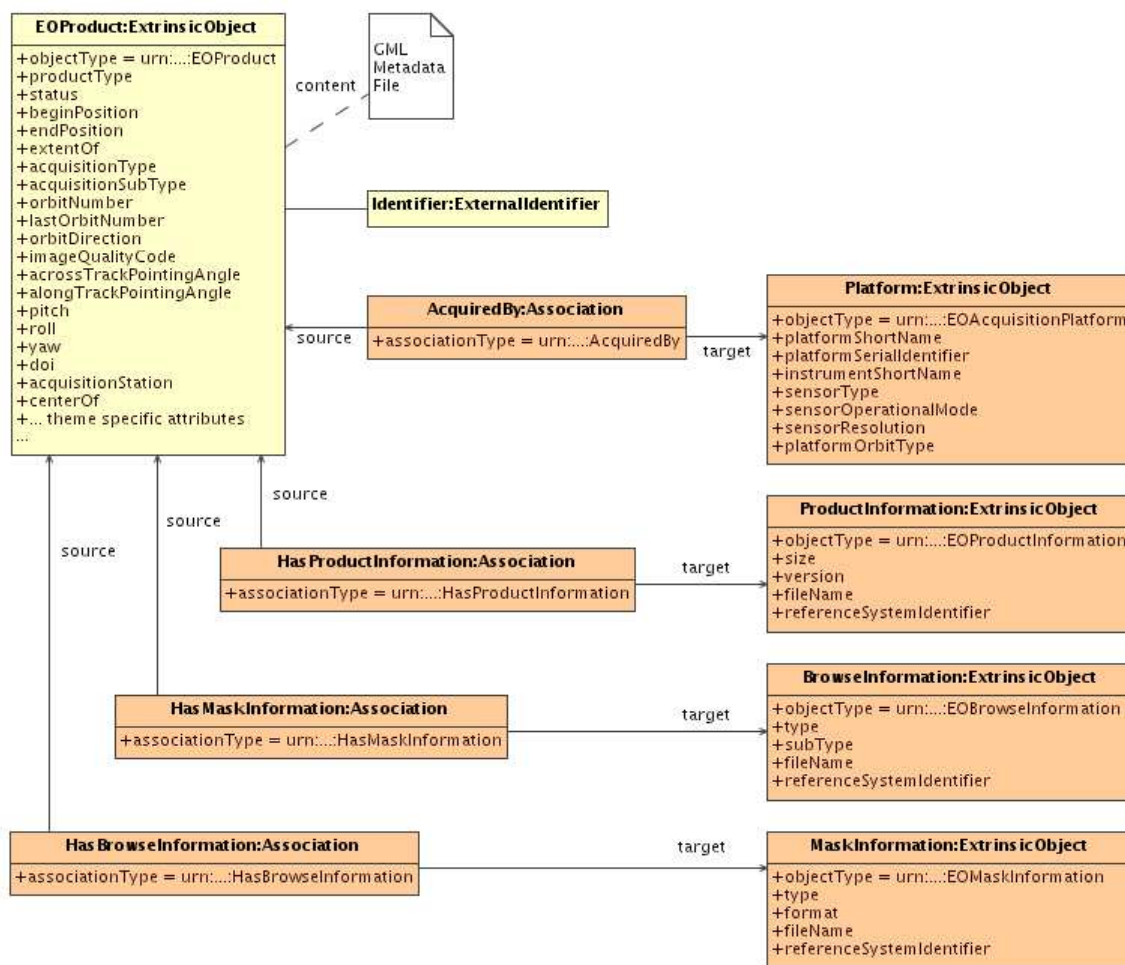 EOProduct:ExtrinsicObject
+objectType = urn:...:EOProduct
+productType
+status
+beginPosition
+endPosition
+extentOf
+acquisitionType
+acquisitionSubType
+orbitNumber
+lastOrbitNumber
+orbitDirection
+imageQualityCode
+acrossTrackPointingAngle
+alongTrackPointingAngle
+pitch
+roll
+yaw
+doi
+acquisitionStation
+centerOf
+... theme specific attributes
...
content
GML
Metadata
File
Identifier:ExternalIdentifier
AcquiredBy:Association
+associationType = urn:...:AcquiredBy
source
target
Platform:ExtrinsicObject
+objectType = urn:...:EOAcquisitionPlatform
+platformShortName
+platformSerialIdentifier
+instrumentShortName
+sensorType
+sensorOperationalMode
+sensorResolution
+platformOrbitType
source
source
source
HasProductInformation:Association
+associationType = urn:...:HasProductInformation
target
ProductInformation:ExtrinsicObject
+objectType = urn:...:EOProductInformation
+size
+version
+fileName
+referenceSystemIdentifier
HasMaskInformation:Association
+associationType = urn:...:HasMaskInformation
target
BrowseInformation:ExtrinsicObject
+objectType = urn:...:EOBrowseInformation
+type
+subType
+fileName
+referenceSystemIdentifier
HasBrowseInformation:Association
+associationType = urn:...:HasBrowseInformation
target
MaskInformation:ExtrinsicObject
+objectType = urn:...:EOMaskInformation
+type
+format
+fileName
+referenceSystemIdentifier